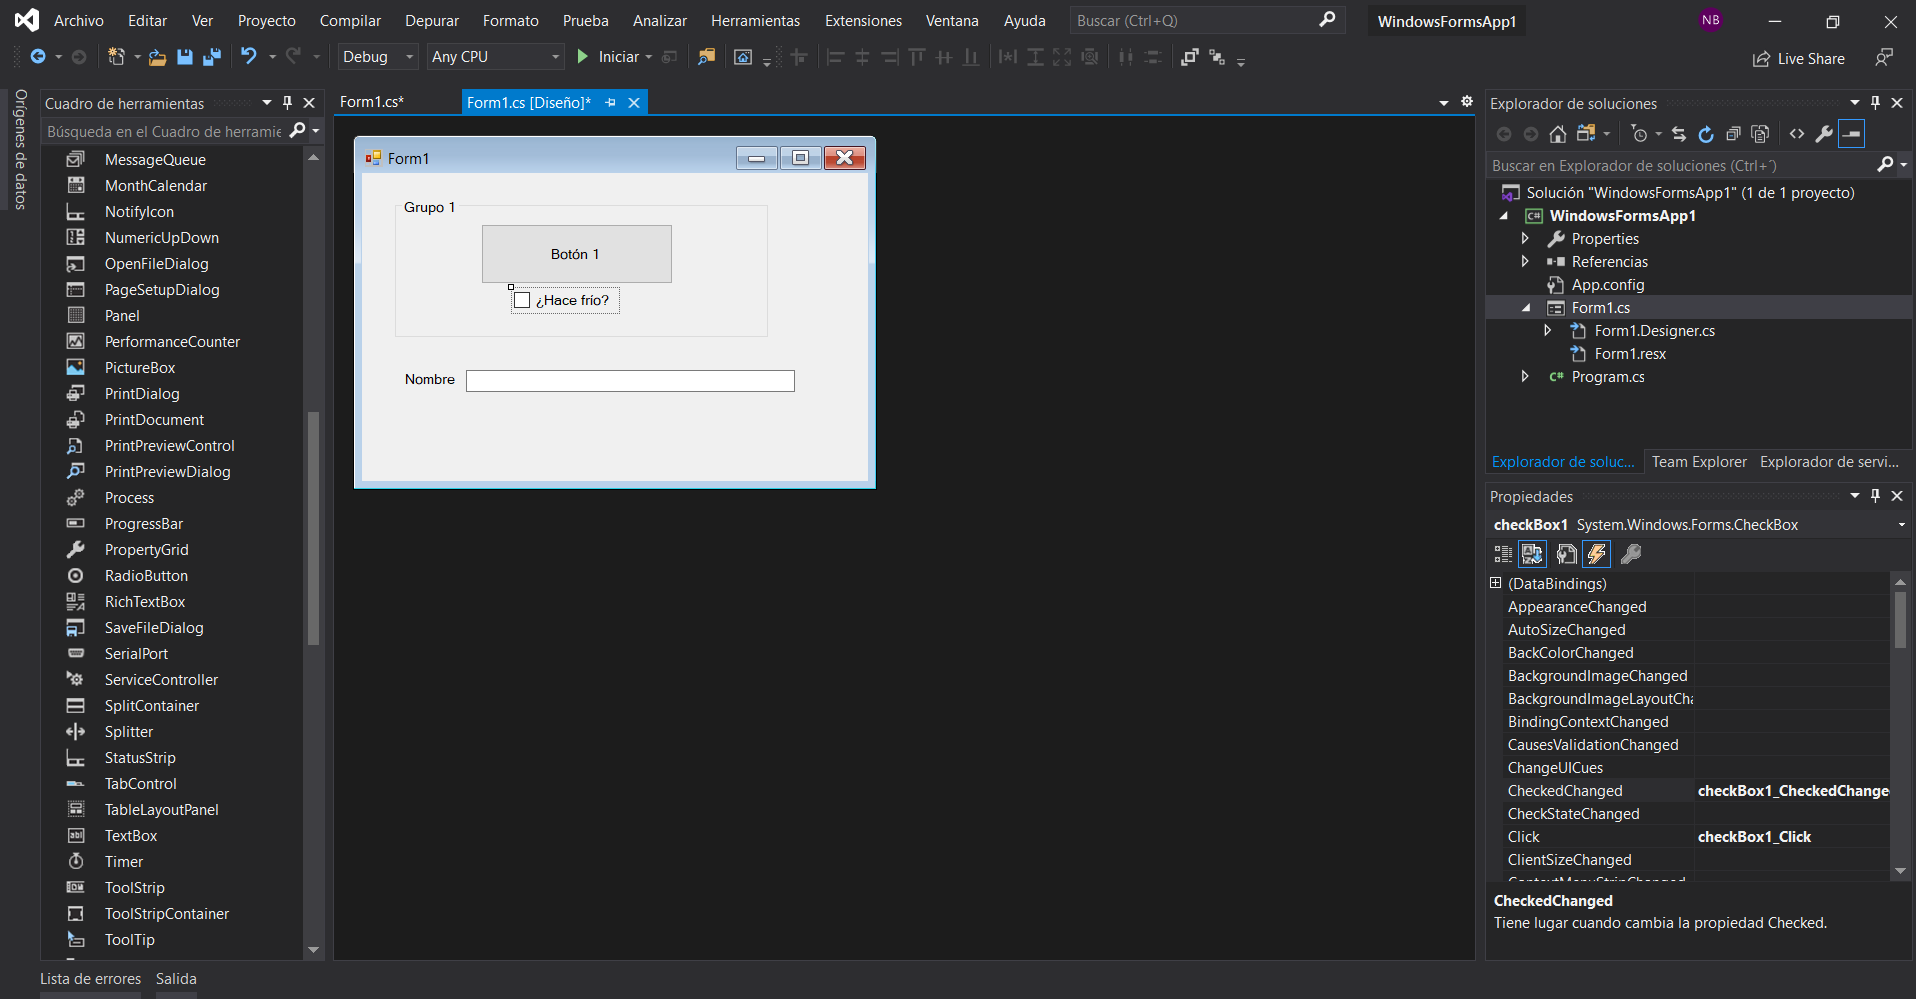 Archivo Editar Ver Proyecto Compilar Depurar Formato Prueba Analizar Herramientas Extensiones Ventana Ayuda Buscar (Ctrl+Q) WindowsFormsApp1 NB
Debug Any CPU Iniciar Live Share
Orígenes de datos
Cuadro de herramientas
Búsqueda en el Cuadro de herramie
MessageQueue
MonthCalendar
NotifyIcon
NumericUpDown
OpenFileDialog
PageSetupDialog
Panel
PerformanceCounter
PictureBox
PrintDialog
PrintDocument
PrintPreviewControl
PrintPreviewDialog
Process
ProgressBar
PropertyGrid
RadioButton
RichTextBox
SaveFileDialog
SerialPort
ServiceController
SplitContainer
Splitter
StatusStrip
TabControl
TableLayoutPanel
TextBox
Timer
ToolStrip
ToolStripContainer
ToolTip
Form1.cs* Form1.cs [Diseño]*
Form1
Grupo 1
Botón 1
¿Hace frío?
Nombre
Explorador de soluciones
Buscar en Explorador de soluciones (Ctrl+´)
Solución "WindowsFormsApp1" (1 de 1 proyecto)
WindowsFormsApp1
Properties
Referencias
App.config
Form1.cs
Form1.Designer.cs
Form1.resx
Program.cs
Explorador de soluc... Team Explorer Explorador de servi...
Propiedades
checkBox1 System.Windows.Forms.CheckBox
(DataBindings)
AppearanceChanged
AutoSizeChanged
BackColorChanged
BackgroundImageChanged
BackgroundImageLayoutCha
BindingContextChanged
CausesValidationChanged
ChangeUICues
CheckedChanged checkBox1_CheckedChange
CheckStateChanged
Click checkBox1_Click
ClientSizeChanged
ContextMenuStripChanged
CheckedChanged
Tiene lugar cuando cambia la propiedad Checked.
Lista de errores Salida